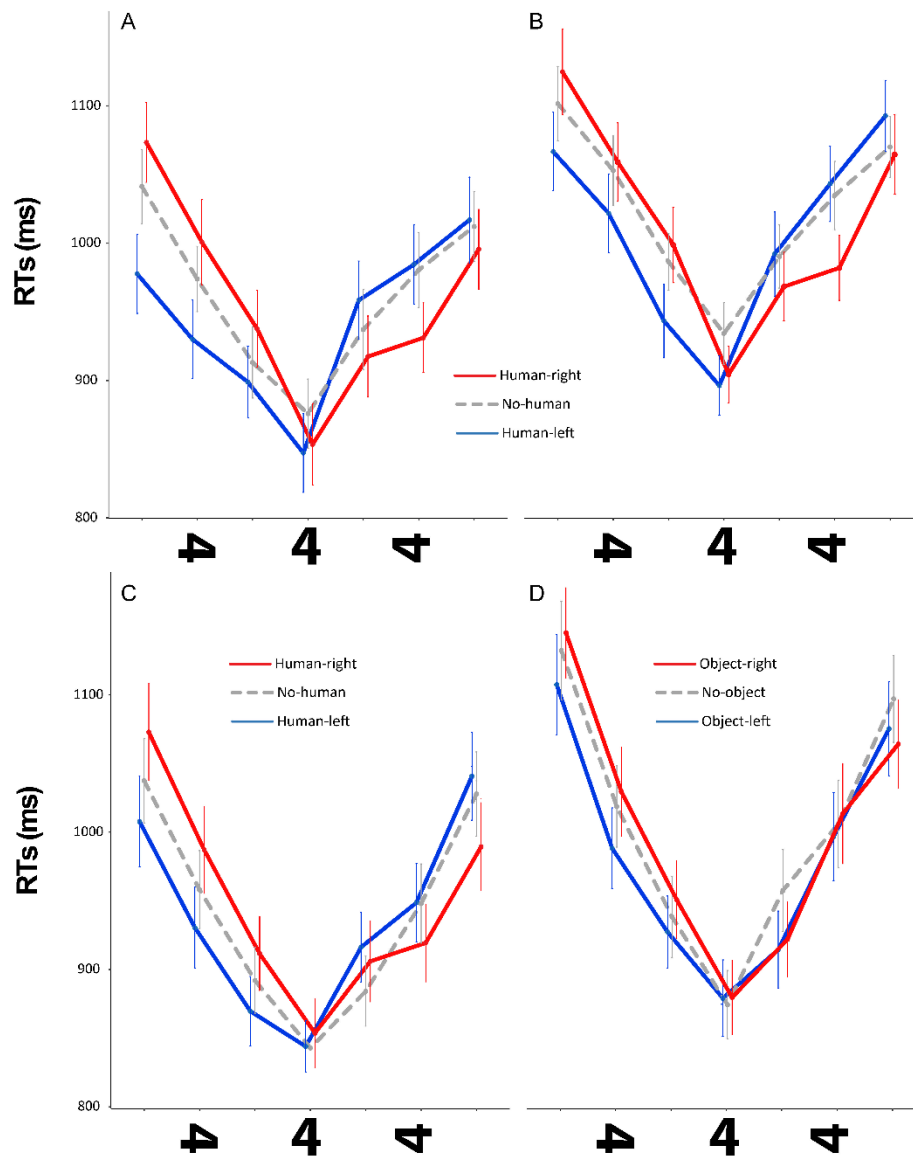 A
B
1100
1000
900
800
RTs (ms)
Human-right
No-human
Human-left
4 4 4
4 4 4
C
D
Human-right
No-human
Human-left
Object-right
No-object
Object-left
1100
1000
900
800
RTs (ms)
4 4 4
4 4 4